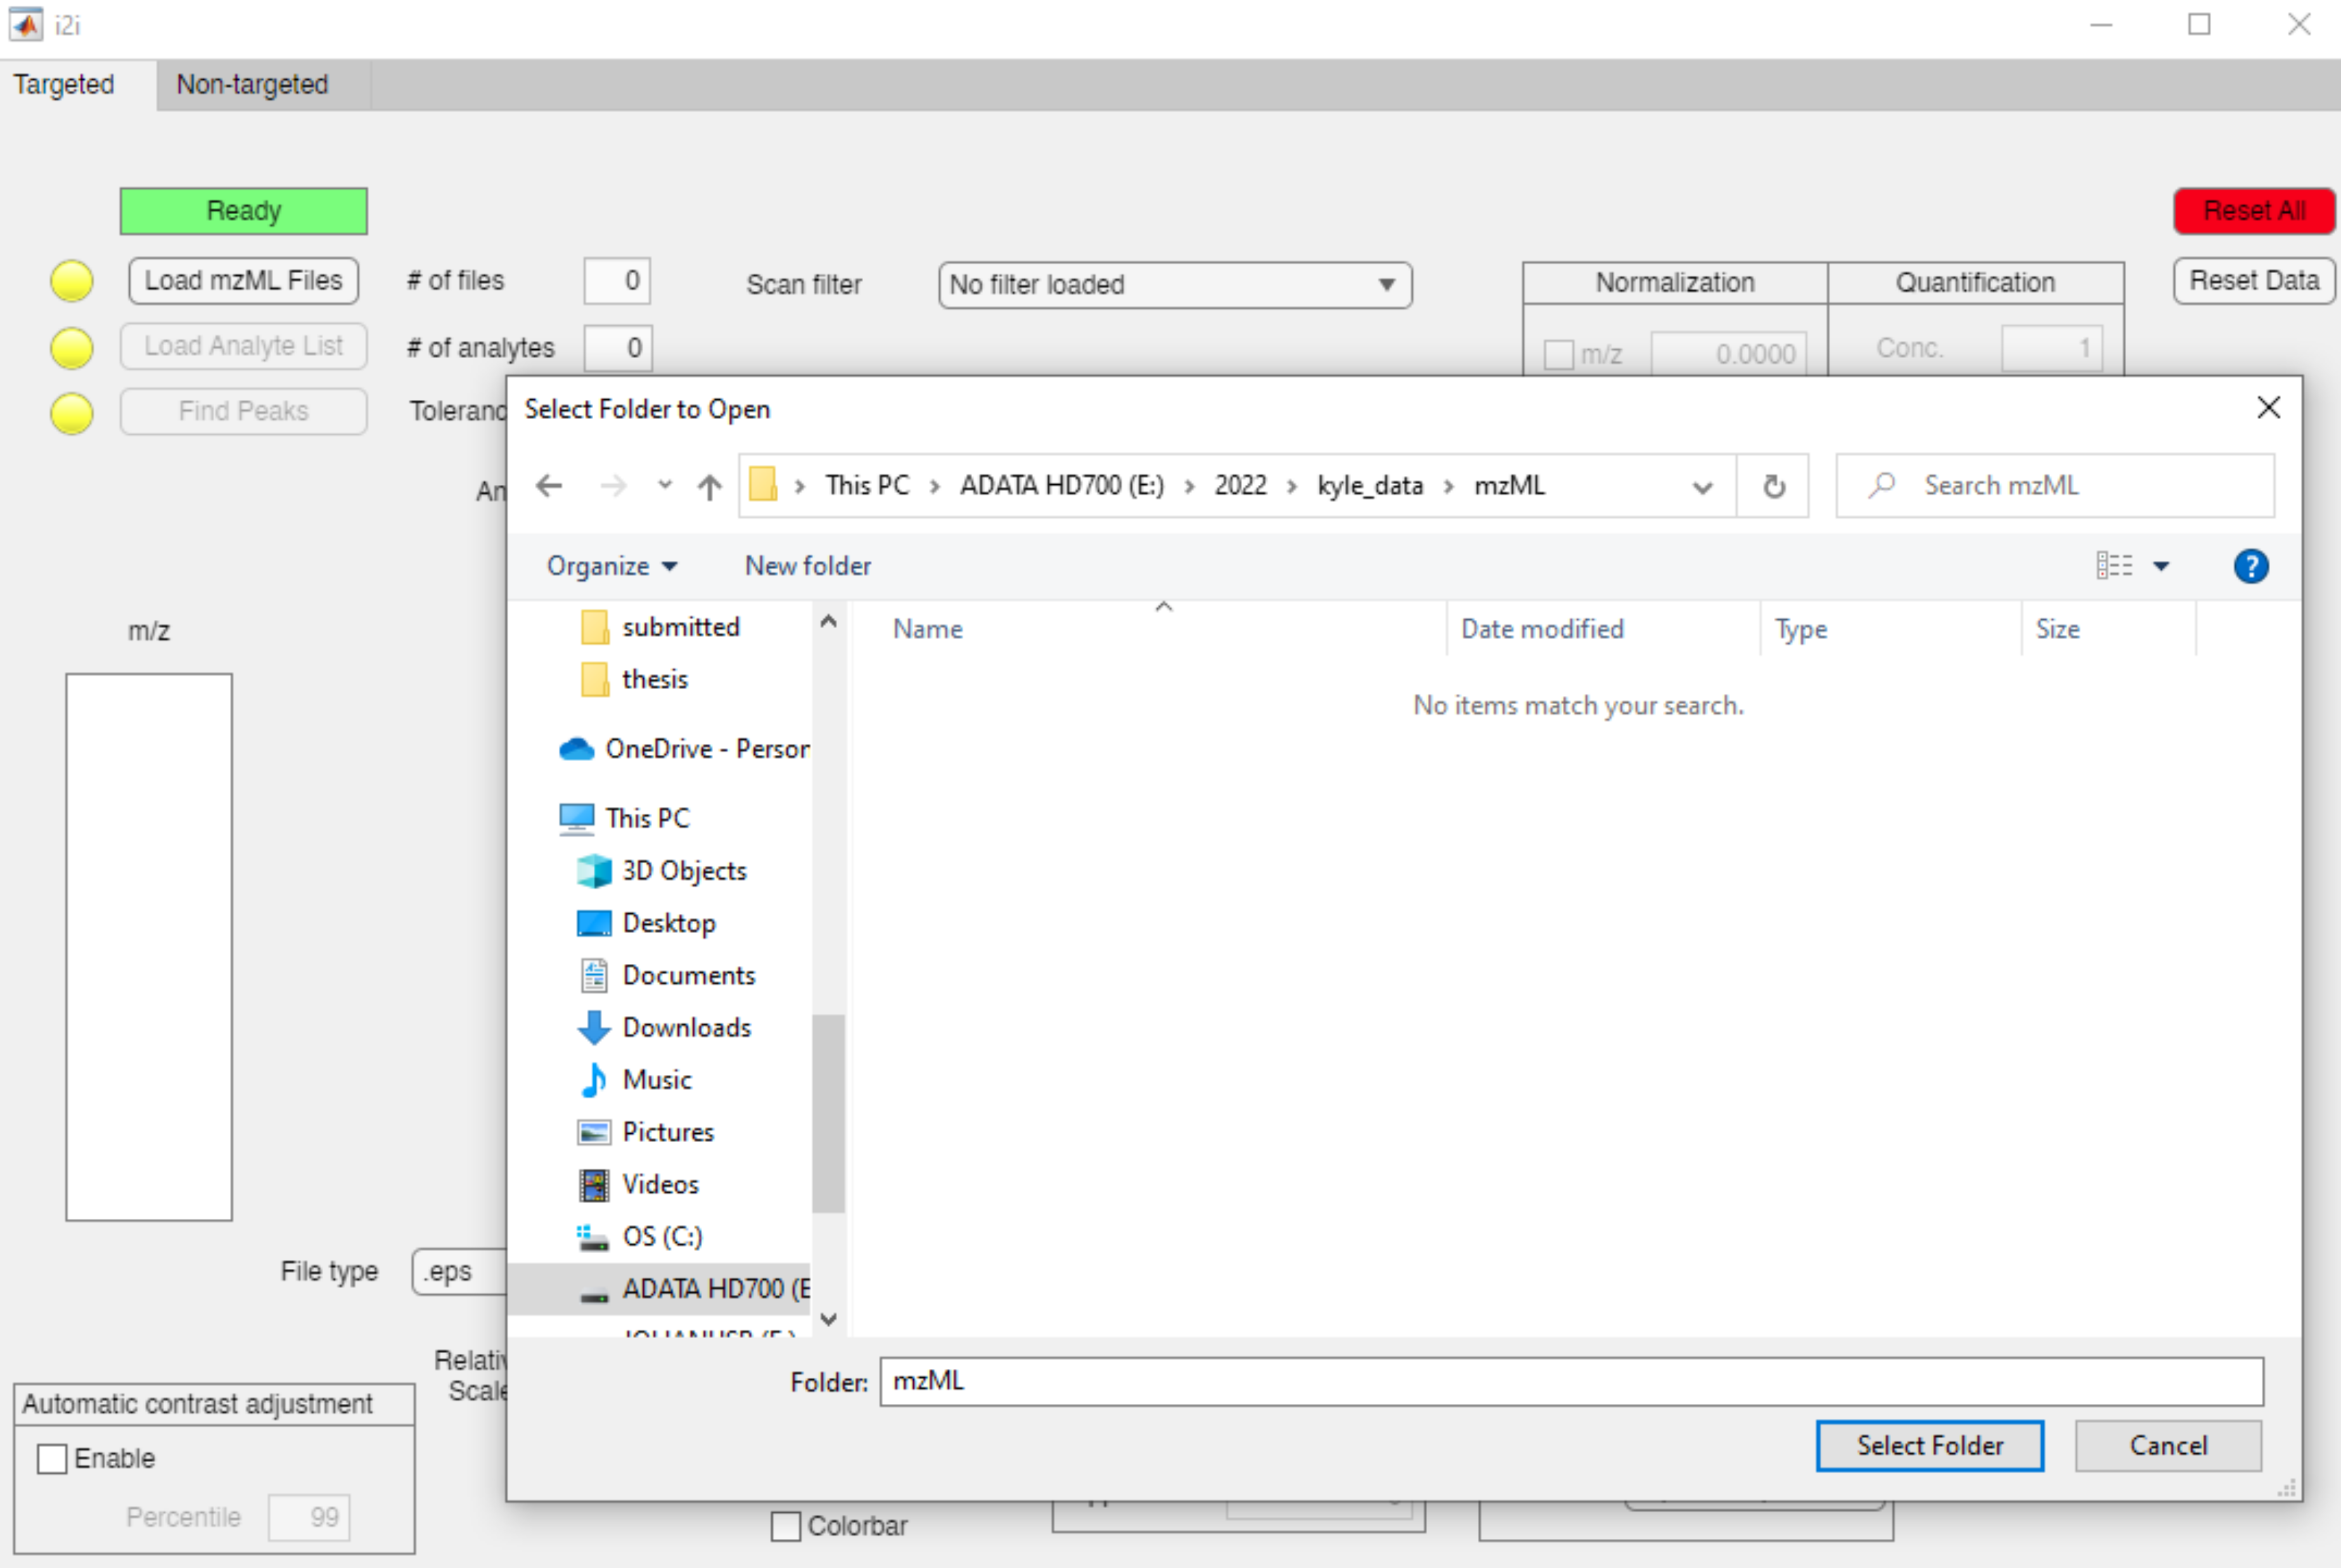 i2i
Targeted Non-targeted
Ready Reset All
Load mzML Files # of files 0 Scan filter No filter loaded Normalization Quantification Reset Data
Load Analyte List # of analytes 0 m/z 0.0000 Conc. 1
Find Peaks Toleranc
Select Folder to Open
An
This PC > ADATA HD700 (E:) > 2022 > kyle_data > mzML Search mzML
Organize New folder ?
m/z
submitted
thesis
OneDrive - Person
This PC
3D Objects
Desktop
Documents
Downloads
Music
Pictures
Videos
OS (C:)
ADATA HD700 (E
Name Date modified Type Size
No items match your search.
File type .eps
Folder: mzML
Select Folder Cancel
Relativ
Scale
Automatic contrast adjustment
Enable
Percentile 99
Colorbar